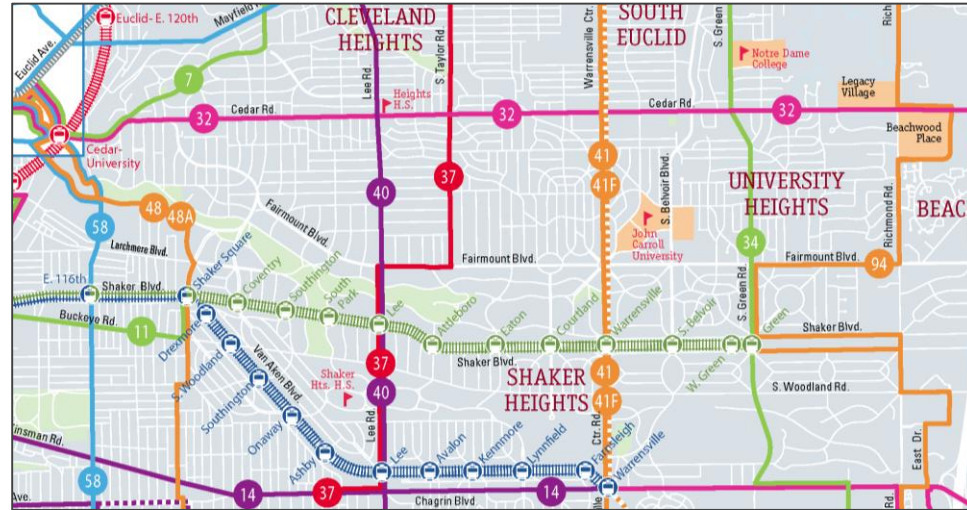 Euclid- E. 120th
Mayfield
CLEVELAND
HEIGHTS
SOUTH
EUCLID
Euclid Ave.
7
Lee Rd.
S. Taylor Rd.
Warrensville Ctr.
S. Green
Notre Dame
College
Rich
Legacy
Village
Heights
H.S.
32
Cedar Rd.
32
Cedar Rd.
32
Cedar-
University
Beachwood
Place
41
37
41F
40
48
48A
58
Fairmount Blvd.
S. Belvoir Blvd.
John
Carroll
University
UNIVERSITY
HEIGHTS
BEAC
Richmond Rd.
34
Larchmere Blvd.
Fairmount Blvd.
Fairmount Blvd.
94
E. 116th
Shaker Blvd.
Shaker Square
Coventry
Southington
South
Park
Lee
Attleboro
Eaton
Courtland
Warrensville
S. Belvoir
W. Green
Green
S. Green Rd.
Buckeye Rd.
11
Shaker Blvd.
Shaker Blvd.
Drexmore
S. Woodland
Southington
Onaway
Ashby
Van Aken Blvd.
Shaker
Hts. H.S.
37
40
Lee Rd.
SHAKER
HEIGHTS
41
41F
Ctr. Rd.
S. Woodland Rd.
insman Rd.
Lee
Avalon
Kenmore
Lynnfield
Farnsleigh
Warrensville
East Dr.
58
14
37
Chagrin Blvd
14
Ave.
ville
Rd.